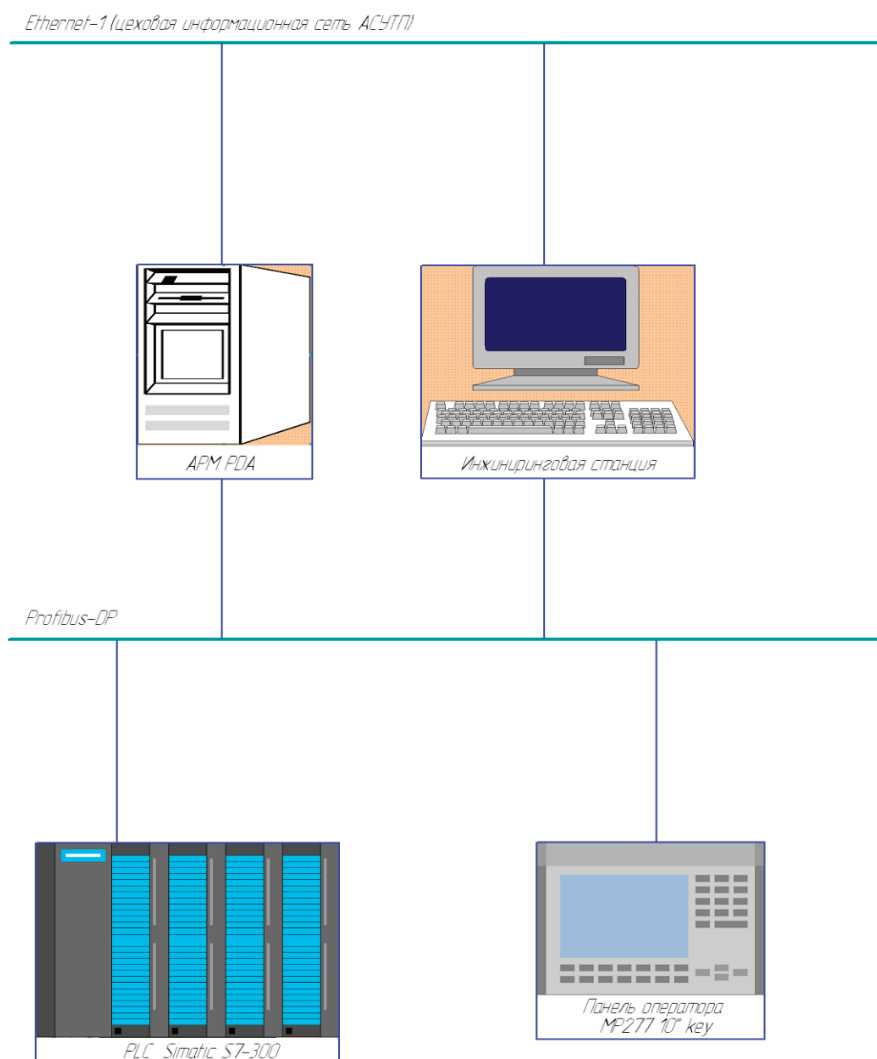 Ethernet-1 (цеховая информационная сеть АСУТП)
АРМ PDA
Инжиниринговая станция
Profibus-DP
PLC Simatic S7-300
Панель оператора
MP277 10" key